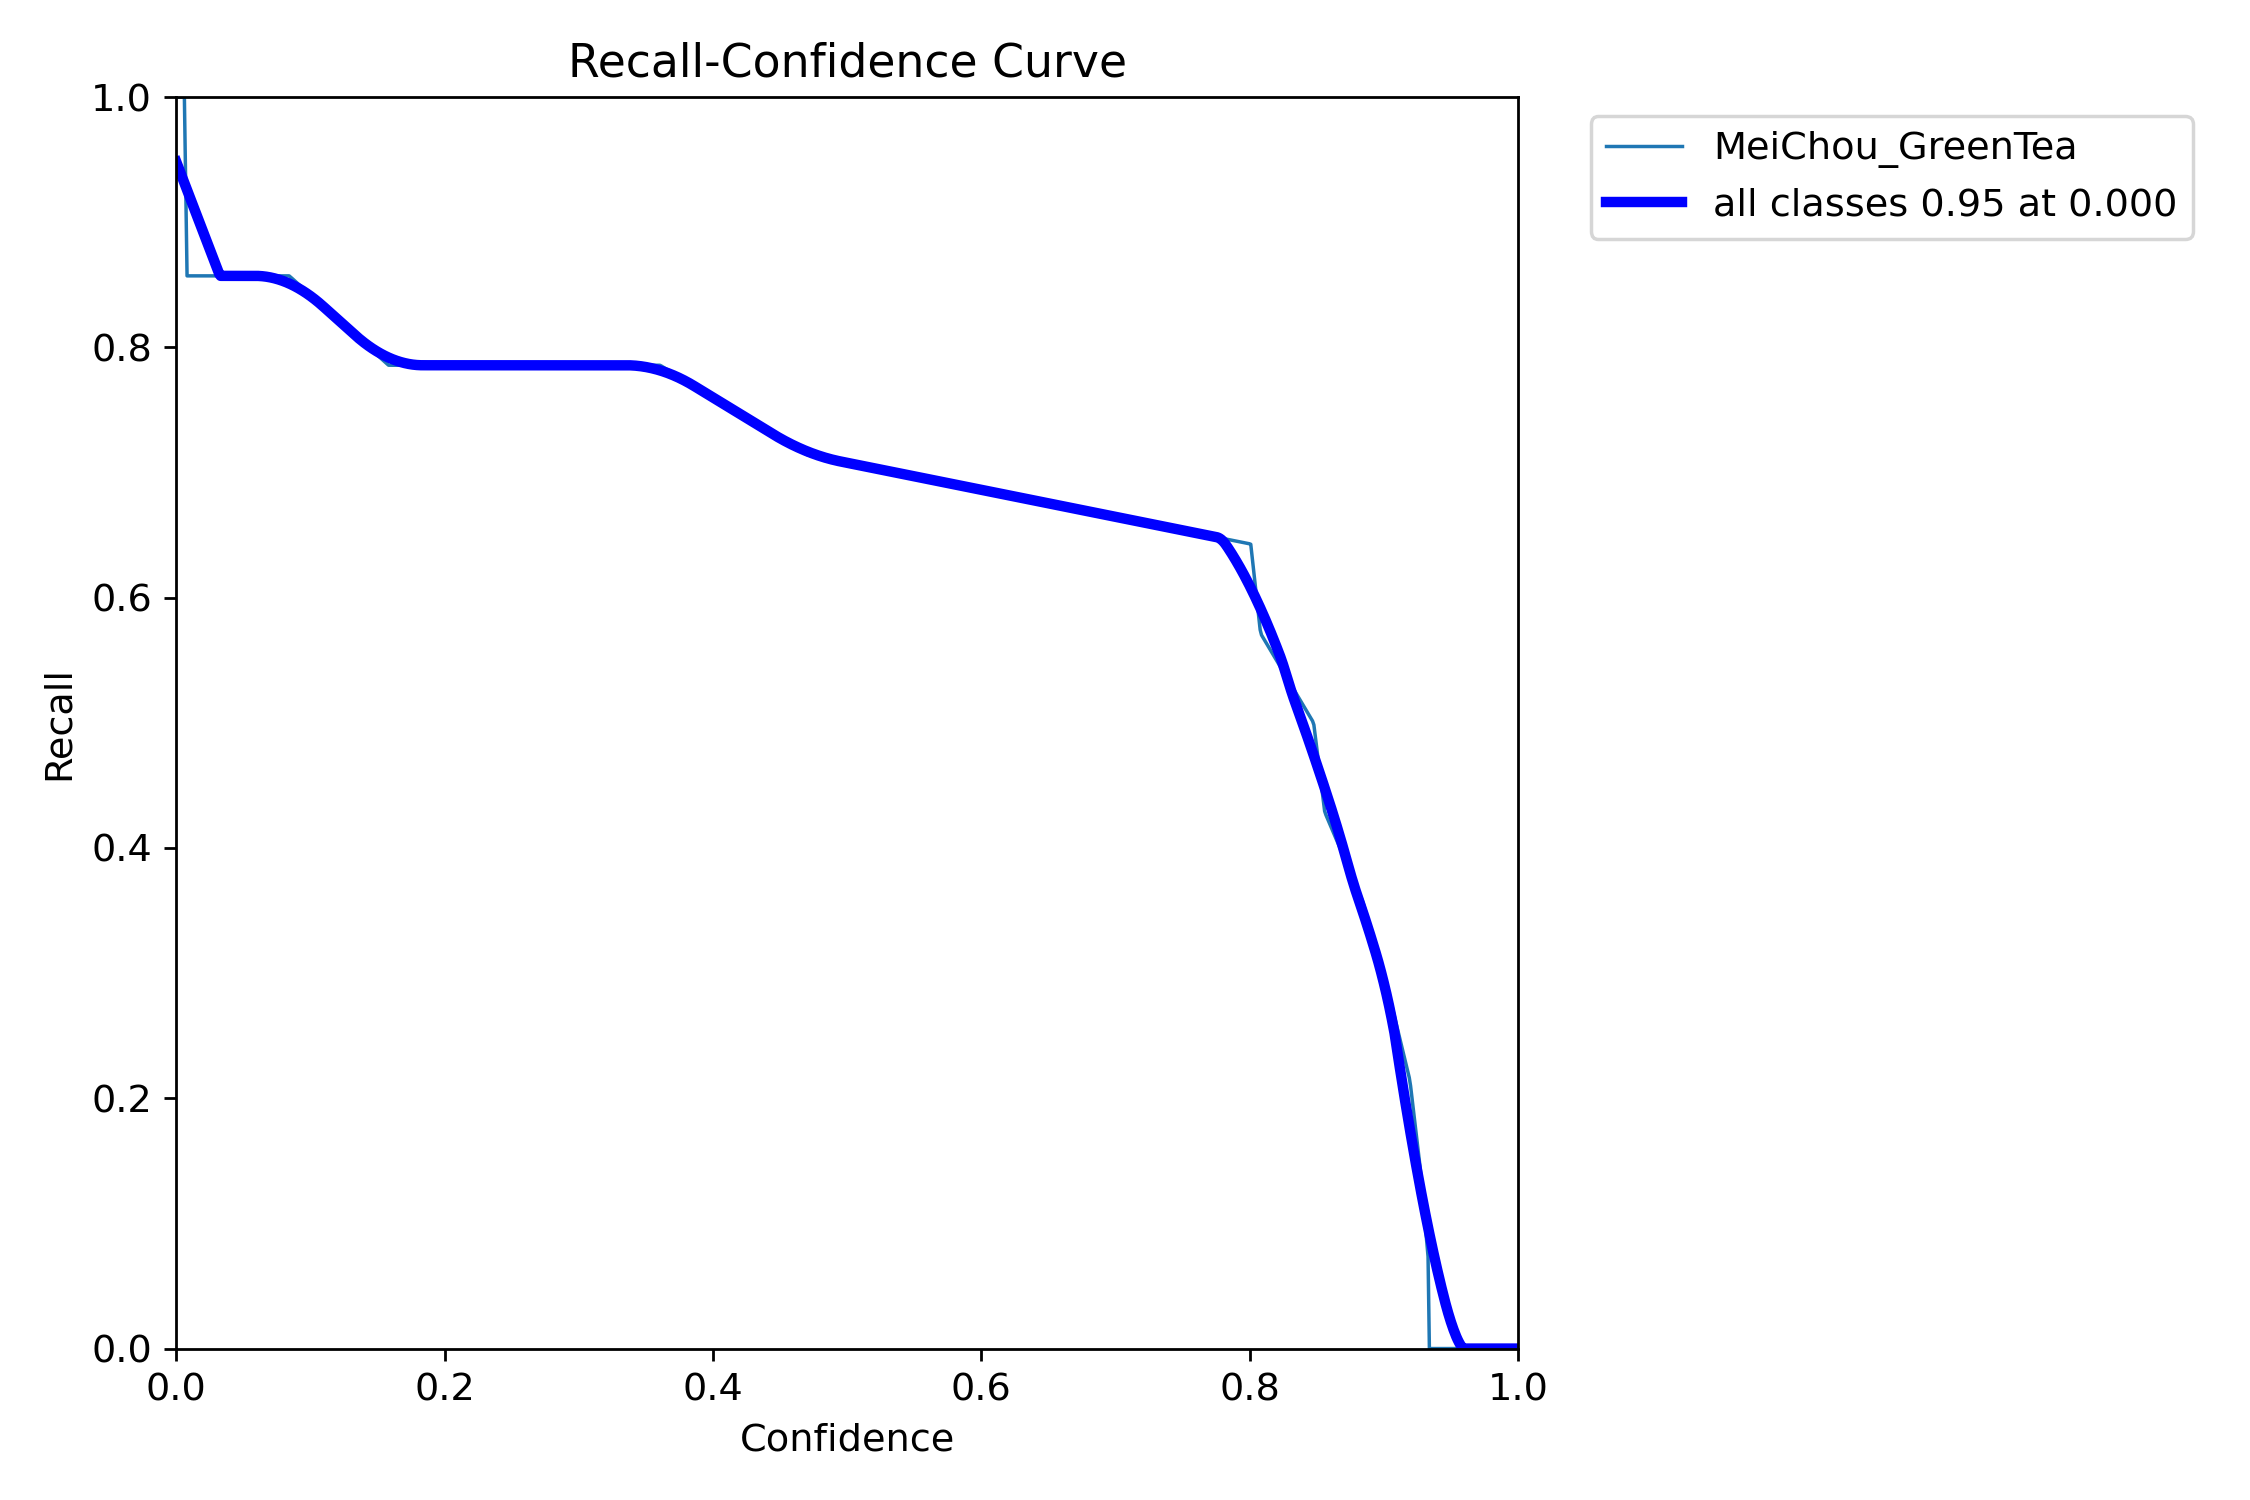 Recall-Confidence Curve
MeiChou_GreenTea
all classes 0.95 at 0.000
1.0
0.8
0.6
0.4
0.2
0.0
Recall
0.0 0.2 0.4 0.6 0.8 1.0
Confidence